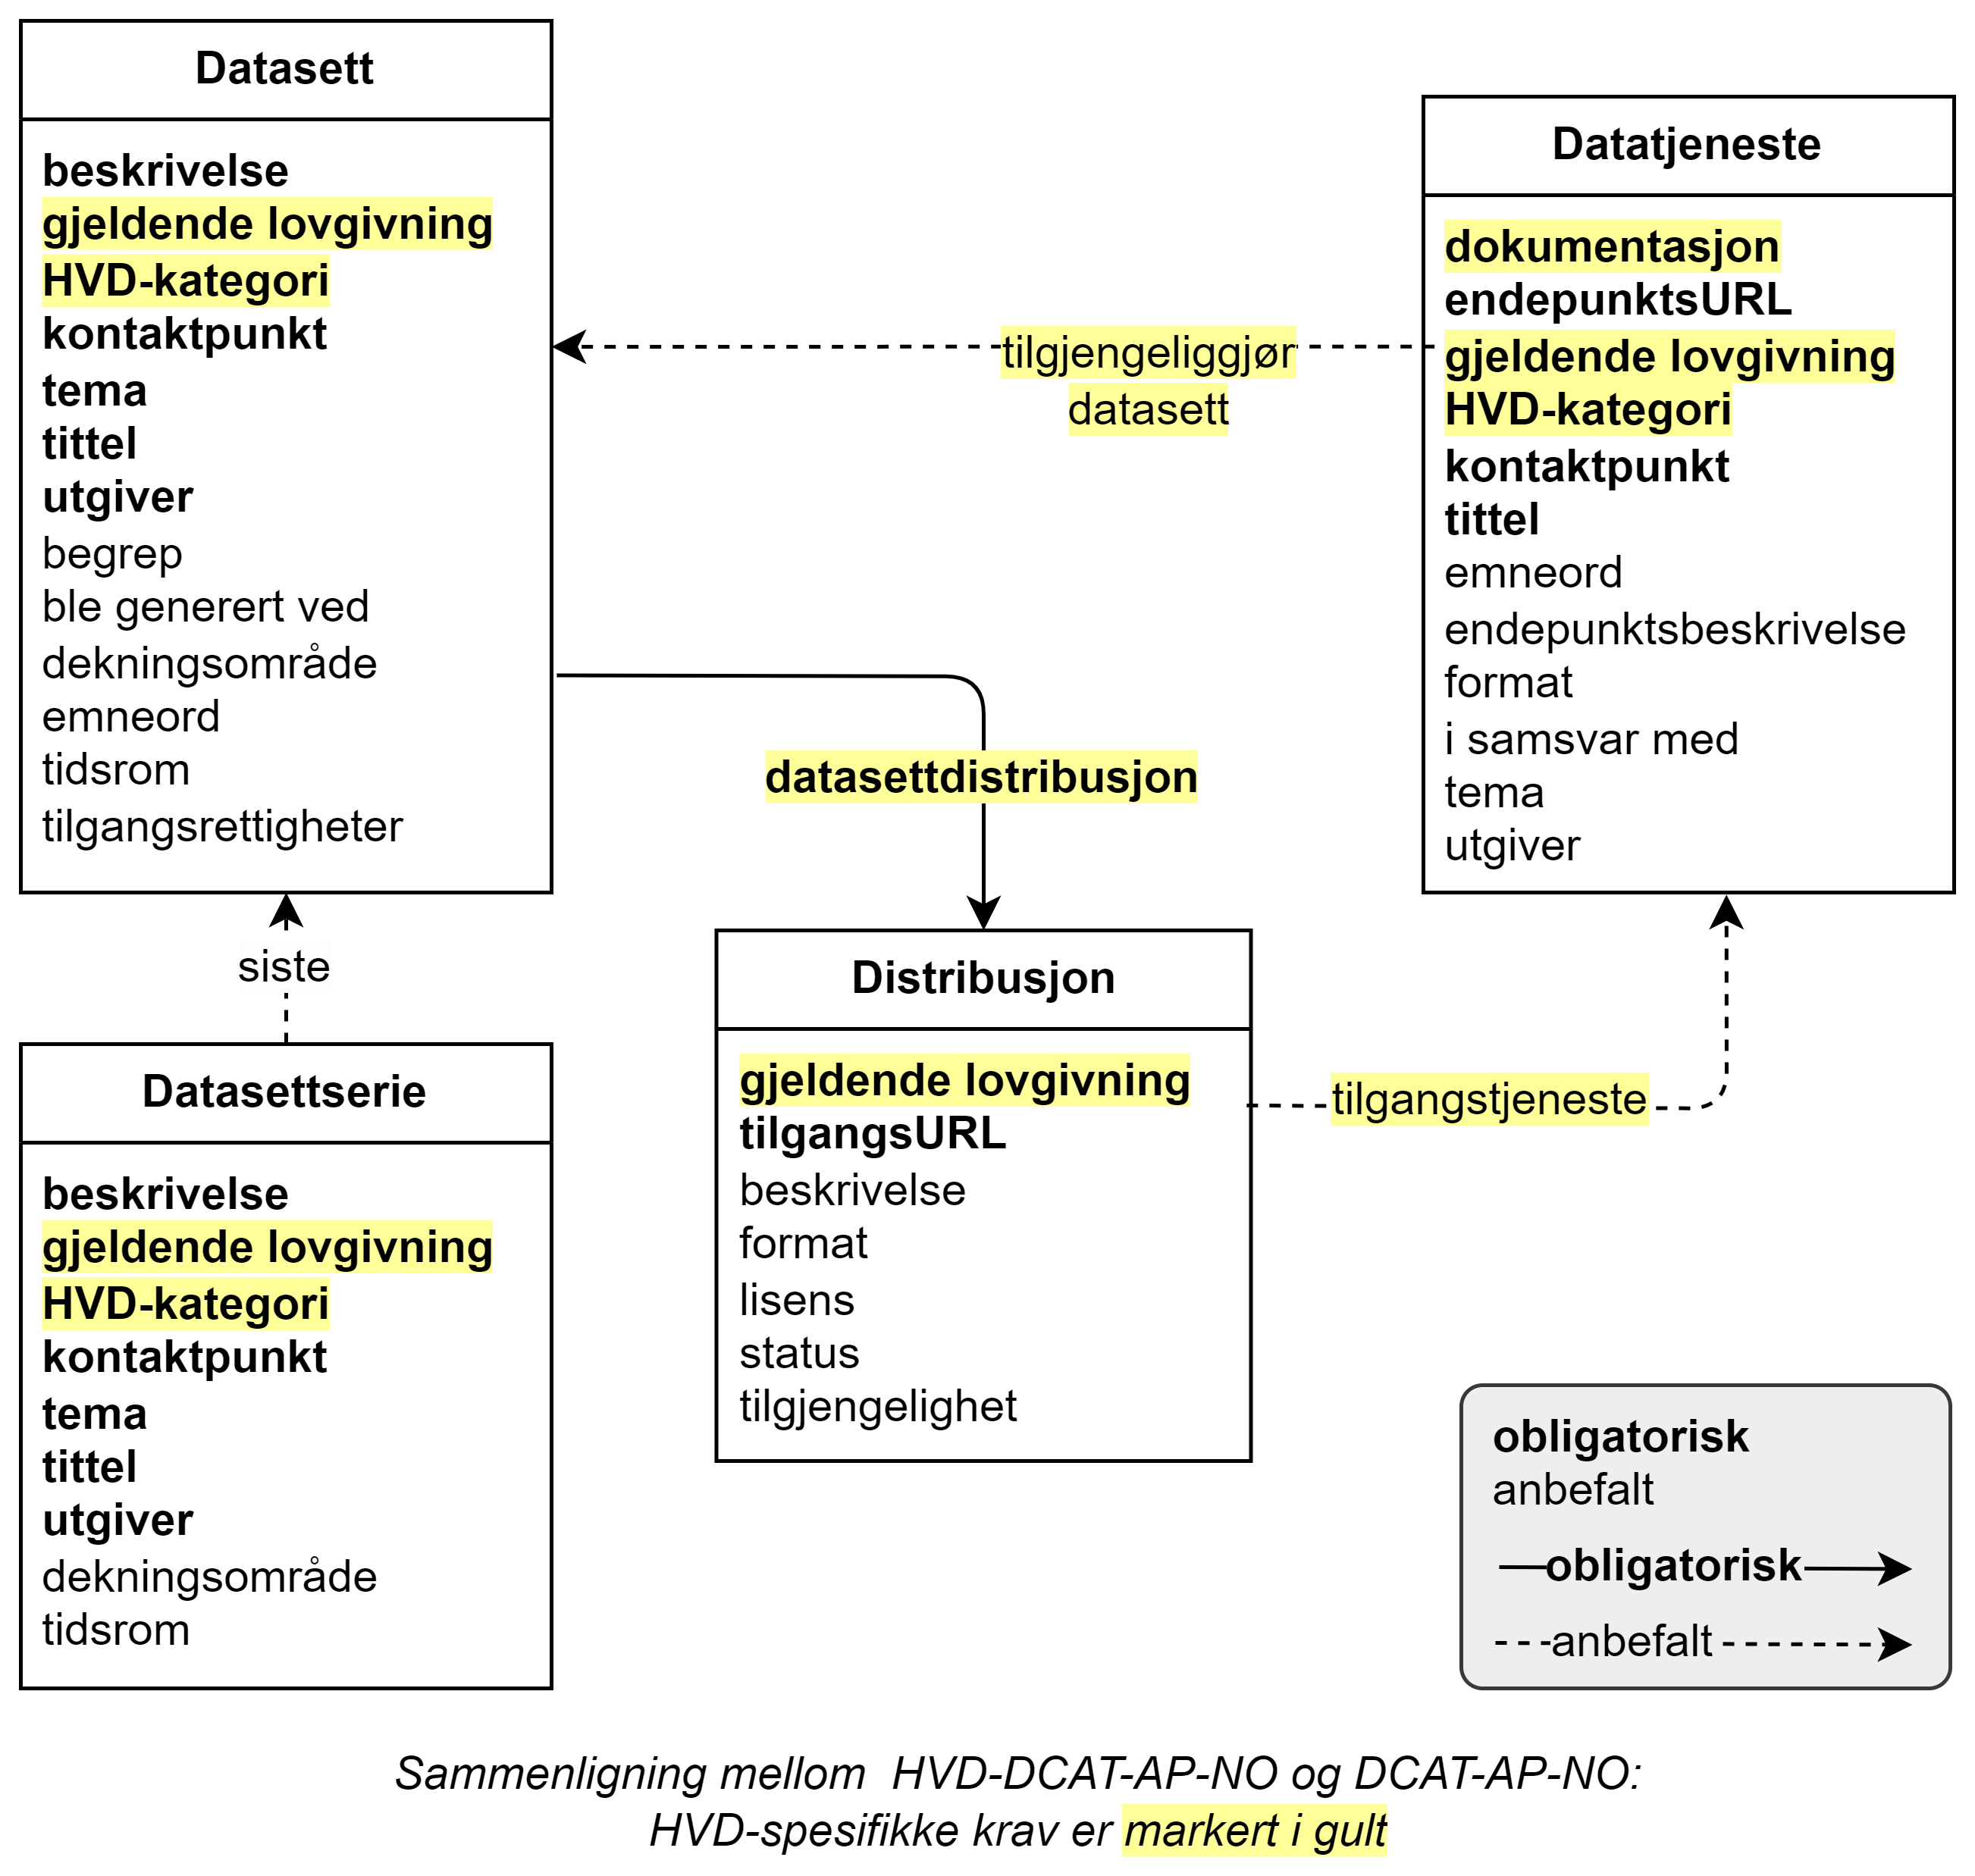 Datasett
beskrivelse
gjeldende lovgivning
HVD-kategori
kontaktpunkt
tema
tittel
utgiver
begrep
ble generert ved
dekningsområde
emneord
tidsrom
tilgangsrettigheter
tilgjengeliggjør
datasett
Datatjeneste
dokumentasjon
endepunktsURL
gjeldende lovgivning
HVD-kategori
kontaktpunkt
tittel
emneord
endepunktsbeskrivelse
format
i samsvar med
tema
utgiver
datasettdistribusjon
siste
Datasettserie
beskrivelse
gjeldende lovgivning
HVD-kategori
kontaktpunkt
tema
tittel
utgiver
dekningsområde
tidsrom
Distribusjon
gjeldende lovgivning
tilgangsURL
beskrivelse
format
lisens
status
tilgjengelighet
tilgangstjeneste
obligatorisk
anbefalt
obligatorisk
anbefalt
Sammenligning mellom HVD-DCAT-AP-NO og DCAT-AP-NO:
HVD-spesifikke krav er markert i gult